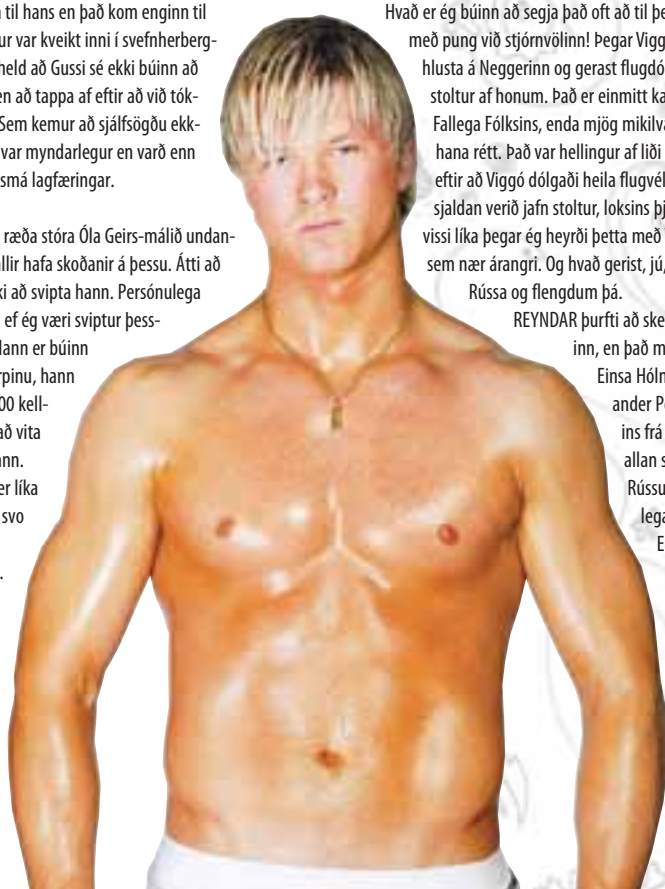 til hans en það kom enginn til
ur var kveikt inni í svefnherberg-
held að Gussi sé ekki búinn að
en að tappa af eftir að við tók-
Sem kemur að sjálfsögðu ekk-
var myndarlegur en varð enn
smá lagfæringar.
ræða stóra Óla Geirs-málið undan-
allir hafa skoðanir á þessu. Átti að
ki að svipta hann. Persónulega
ef ég væri sviptur þess-
Hann er búinn
rpinu, hann
00 kell-
að vita
ann.
er líka
svo
Hvað er ég búinn að segja það oft að til þe
með pung við stjórnvölinn! Þegar Vigg
hlusta á Neggerinn og gerast flugdó
stoltur af honum. Það er einmitt ka
Fallega Fólksins, enda mjög mikilva
hana rétt. Það var hellingur af liði
eftir að Viggó dólgaði heila flugvél
sjaldan verið jafn stoltur, loksins þj
vissi líka þegar ég heyrði þetta með
sem nær árangri. Og hvað gerist, jú,
Rússa og flengdum þá.
REYNDAR þurfti að ske
inn, en það m
Einsa Hóln
ander Pe
ins frá
allan s
Rússu
lega
E